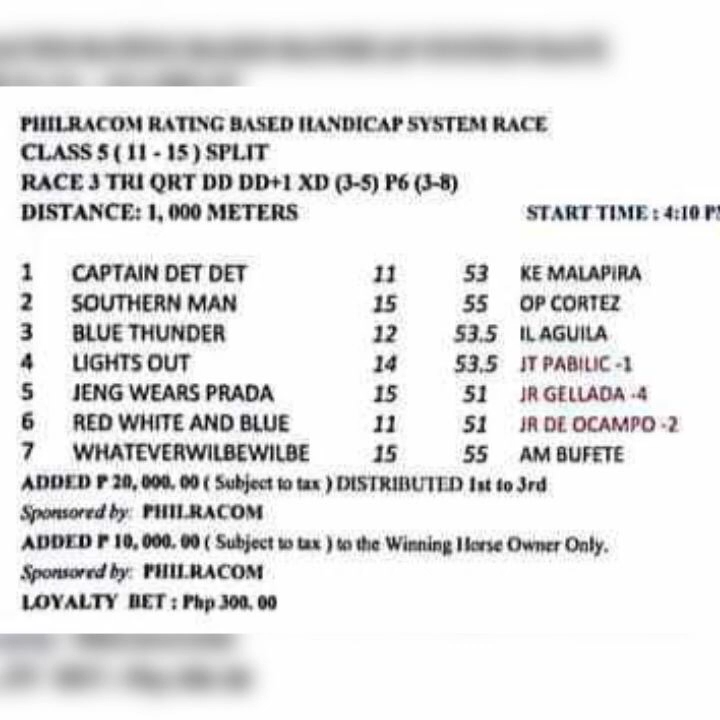 PHILRACOM RATING BASED HANDICAP SYSTEM RACE
CLASS 5 ( 11 - 15 ) SPLIT
RACE 3 TRI QRT DD DD+1 XD (3-5) P6 (3-8)
DISTANCE: 1, 000 METERS START TIME : 4:10 P
1 CAPTAIN DET DET 11 53 KE MALAPIRA
2 SOUTHERN MAN 15 55 OP CORTEZ
3 BLUE THUNDER 12 53.5 IL AGUILA
4 LIGHTS OUT 14 53.5 JT PABILIC -1
5 JENG WEARS PRADA 15 51 JR GELLADA -4
6 RED WHITE AND BLUE 11 51 JR DE OCAMPO -2
7 WHATEVERWILBEWILBE 15 55 AM BUFETE
ADDED P 20, 000. 00 ( Subject to tax ) DISTRIBUTED 1st to 3rd
Sponsored by: PHILRACOM
ADDED P 10, 000. 00 ( Subject to tax ) to the Winning Horse Owner Only.
Sponsored by: PHILRACOM
LOYALTY BET : Php 300. 00